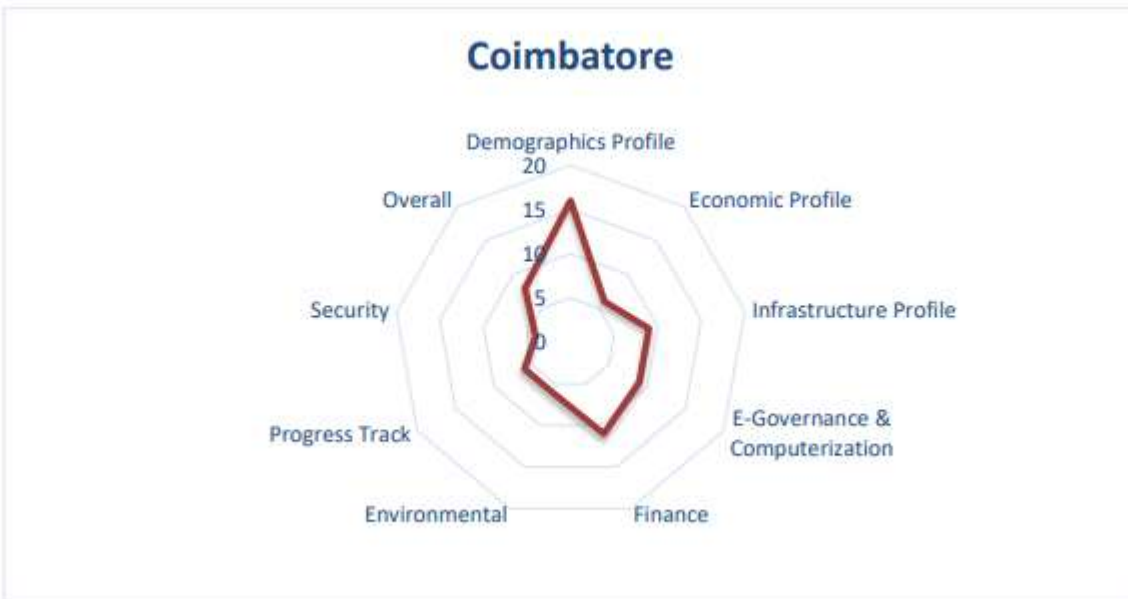 Coimbatore
Demographics Profile
20
Overall
Economic Profile
15
10
5
Security
Infrastructure Profile
0
E-Governance &
Computerization
Progress Track
Environmental
Finance